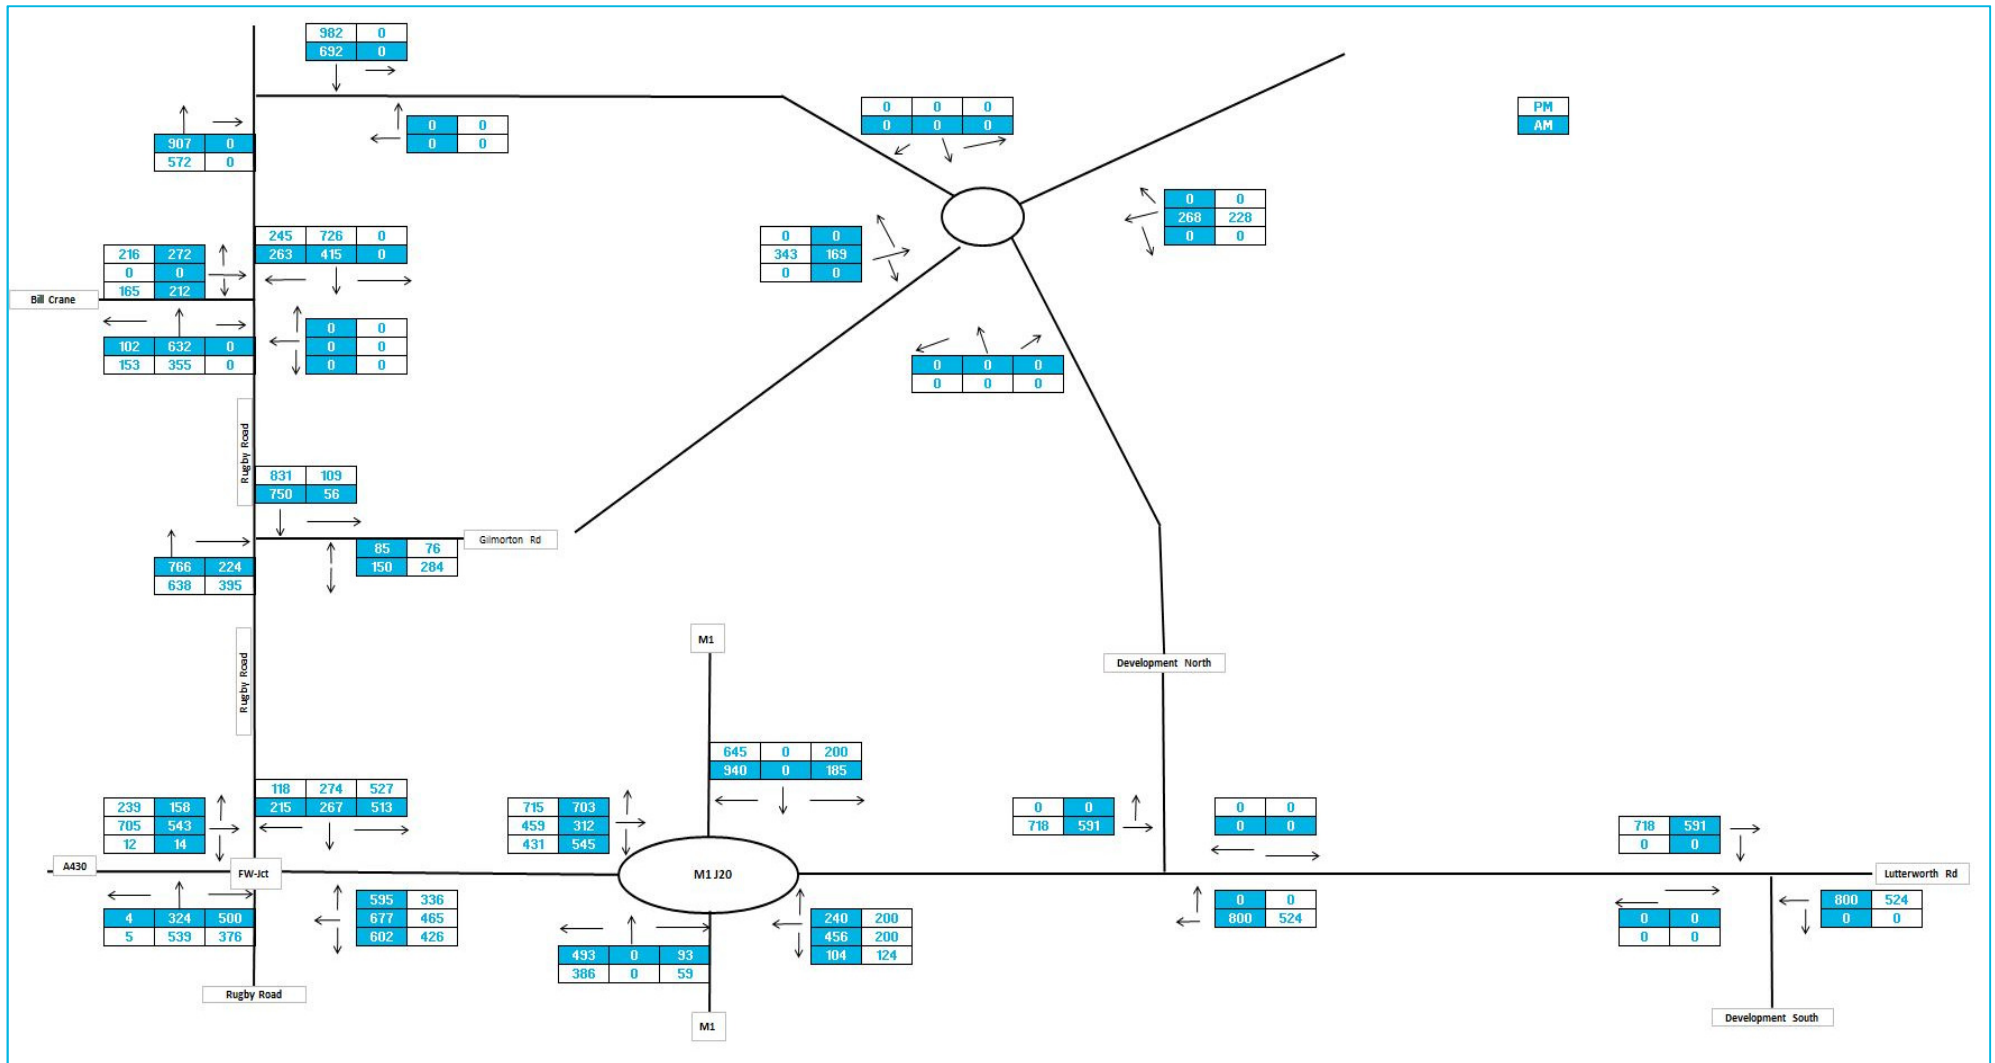 982 0
692 0
0 0 0
0 0 0
PM
AM
0 0
0 0
907 0
572 0
0 0
268 228
0 0
245 726 0
263 415 0
0 0
343 169
0 0
216 272
0 0
165 212
Bill Crane
102 632 0
153 355 0
0 0
0 0
0 0
0 0 0
0 0 0
Rugby Road
831 109
750 56
Gilmorton Rd
85 76
150 284
766 224
638 395
Rugby Road
M1
Development North
645 0 200
940 0 185
118 274 527
215 267 513
239 158
705 543
12 14
715 703
459 312
431 545
0 0
718 591
0 0
0 0
718 591
0 0
A430
FW-Jct
M1 J20
Lutterworth Rd
4 324 500
5 539 376
595 336
677 465
602 426
493 0 93
386 0 59
240 200
456 200
104 124
0 0
800 524
0 0
0 0
800 524
0 0
Rugby Road
M1
Development South